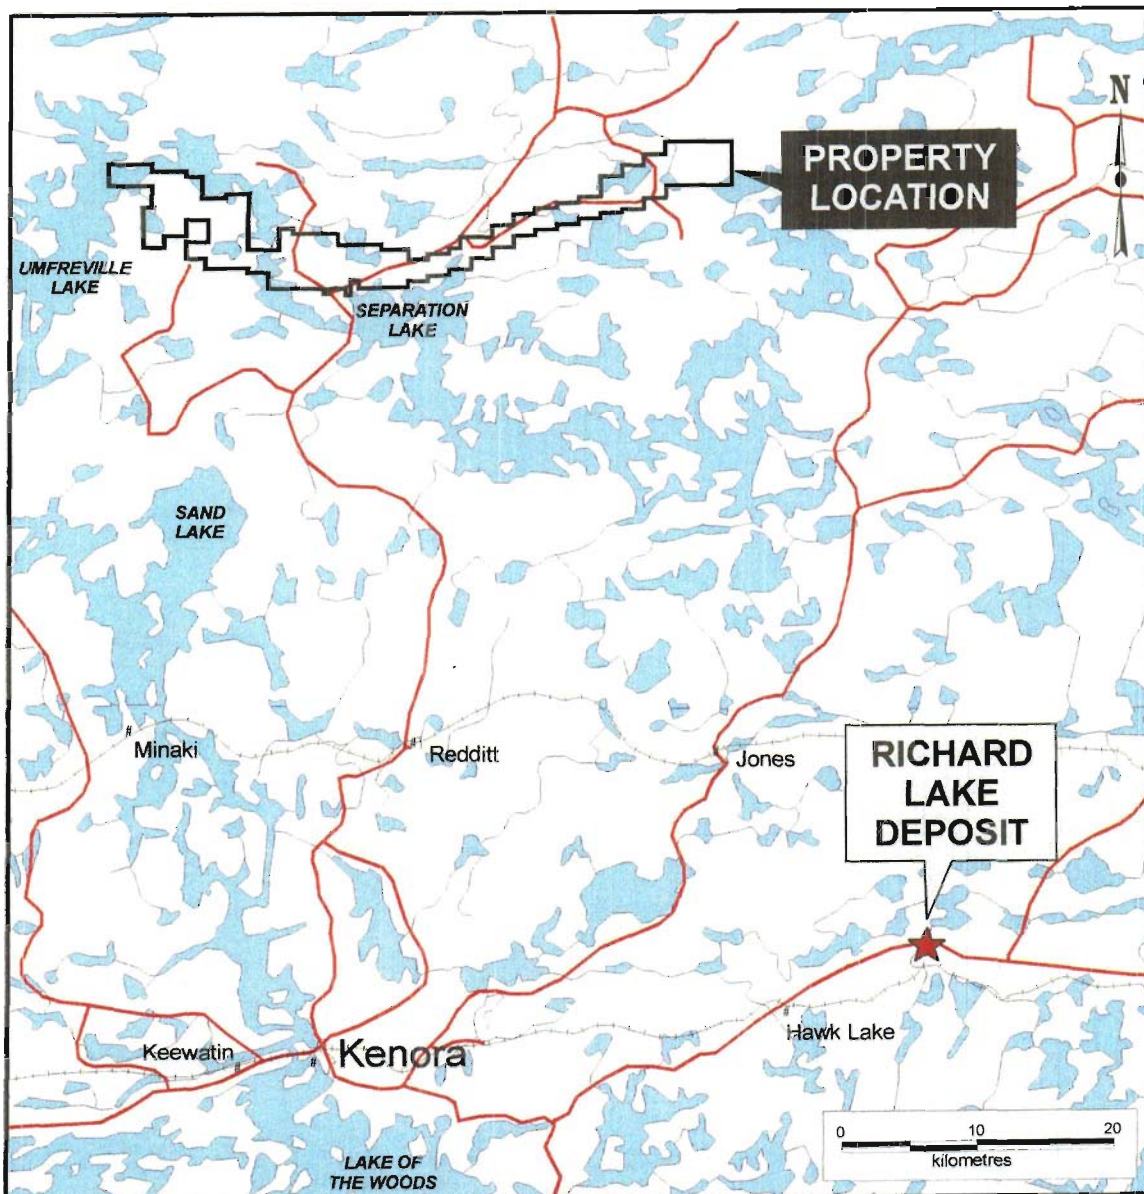 N
PROPERTY
LOCATION
UMFREVILLE
LAKE
SEPARATION
LAKE
SAND
LAKE
Minaki
Redditt
Jones
RICHARD
LAKE
DEPOSIT
Hawk Lake
Keewatin
Kenora
LAKE OF
THE WOODS
0 10 20
kilometres